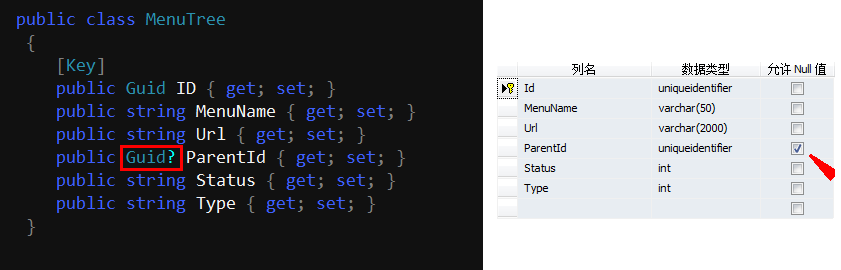 public class MenuTree
{
[Key]
public Guid ID { get; set; }
public string MenuName { get; set; }
public string Url { get; set; }
public Guid? ParentId { get; set; }
public string Status { get; set; }
public string Type { get; set; }
}
列名 数据类型 允许 Null 值
Id uniqueidentifier
MenuName varchar(50)
Url varchar(2000)
ParentId uniqueidentifier
Status int
Type int